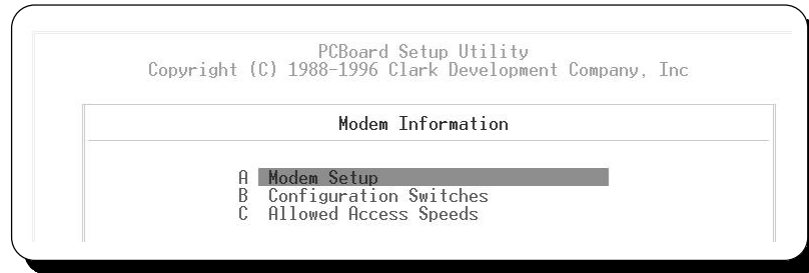 PCBoard Setup Utility
Copyright (C) 1988-1996 Clark Development Company, Inc
Modem Information
A Modem Setup
B Configuration Switches
C Allowed Access Speeds